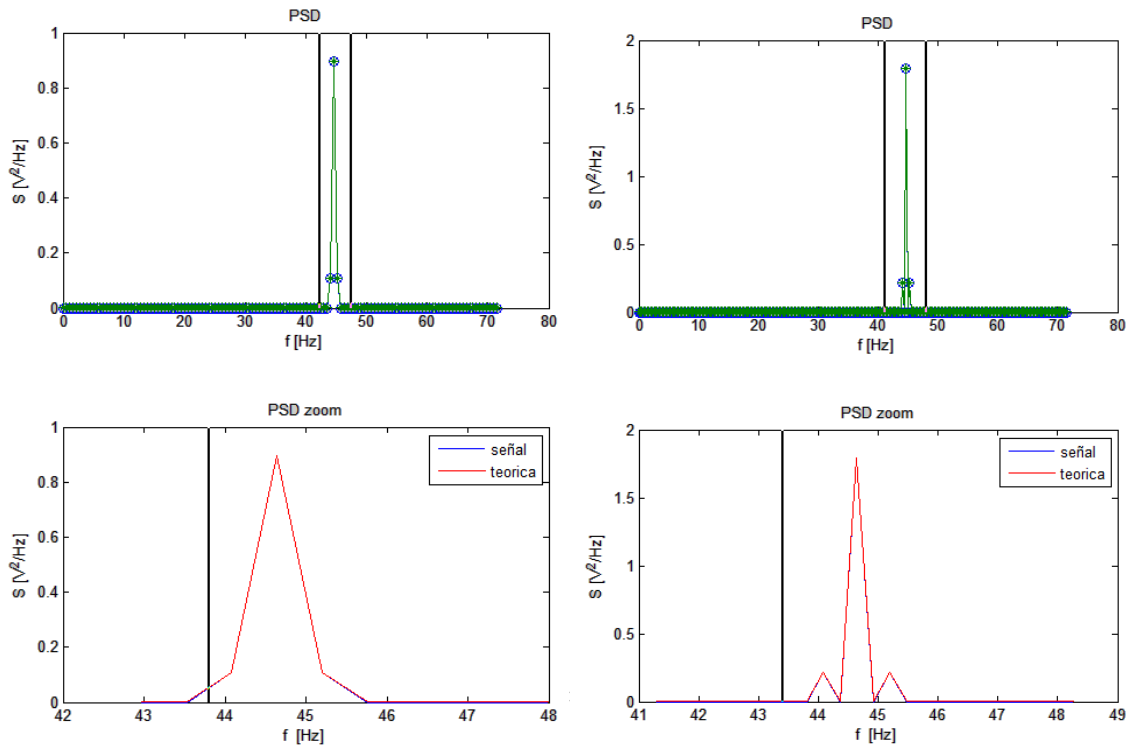 PSD
1
0.8
0.6
0.4
0.2
0
S [V²/Hz]
0 10 20 30 40 50 60 70 80
f [Hz]
PSD
2
1.5
1
0.5
0
S [V²/Hz]
0 10 20 30 40 50 60 70 80
f [Hz]
PSD zoom
1
0.8
0.6
0.4
0.2
0
S [V²/Hz]
señal
teorica
42 43 44 45 46 47 48
f [Hz]
PSD zoom
2
1.5
1
0.5
0
S [V²/Hz]
señal
teorica
41 42 43 44 45 46 47 48 49
f [Hz]